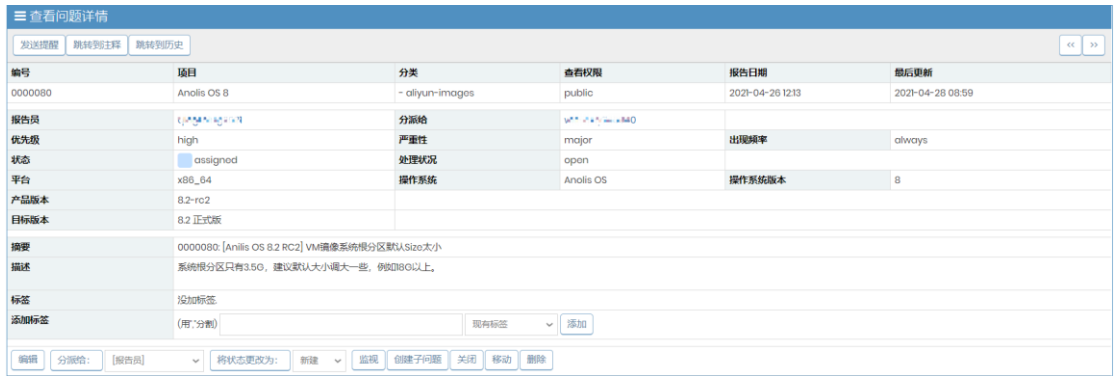 查看问题详情
发送提醒 跳转到注释 跳转到历史 << >>
编号 项目 分类 查看权限 报告日期 最后更新
0000080 Anolis OS 8 - aliyun-images public 2021-04-26 12:13 2021-04-28 08:59
报告员 分派给
优先级 high 严重性 major 出现频率 always
状态 assigned 处理状况 open
平台 x86_64 操作系统 Anolis OS 操作系统版本 8
产品版本 8.2-rc2
目标版本 8.2 正式版
摘要 0000080: [Anilis OS 8.2 RC2] VM镜像系统根分区默认Size太小
描述 系统根分区只有3.5G，建议默认大小调大一些，例如18G以上。
标签 没加标签.
添加标签 (用","分割) 现有标签 添加
编辑 分派给： [报告员] 将状态更改为： 新建 监视 创建子问题 关闭 移动 删除